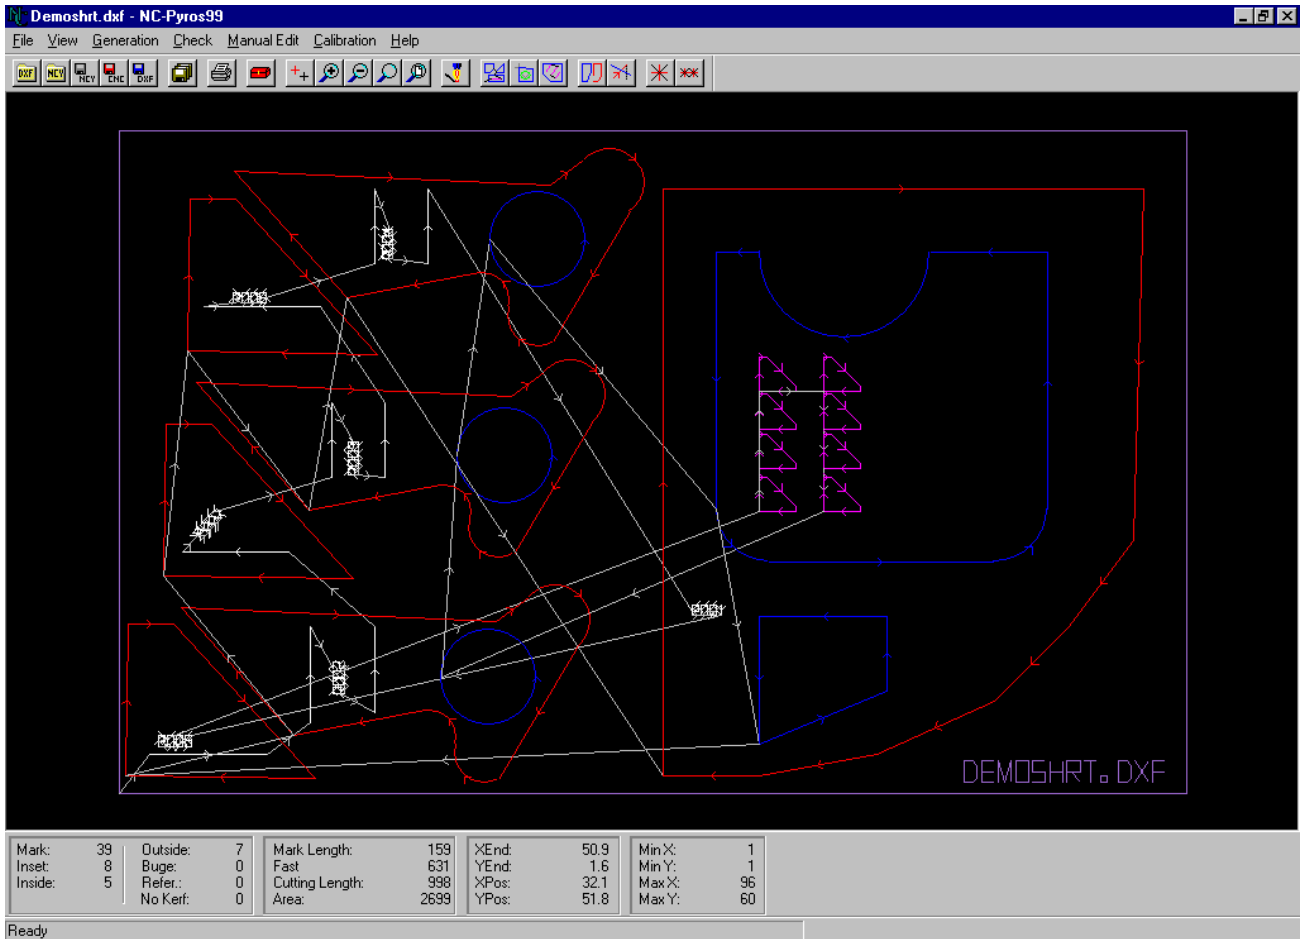 Demoshrt.dxf - NC-Pyros99
File View Generation Check Manual Edit Calibration Help
DXF NCV NCV CNC DXF
DEMOSHRT.DXF
Mark: 39 Outside: 7 Mark Length: 159 XEnd: 50.9 Min X: 1
Inset: 8 Buge: 0 Fast 631 YEnd: 1.6 Min Y: 1
Inside: 5 Refer.: 0 Cutting Length: 998 XPos: 32.1 Max X: 96
No Kerf: 0 Area: 2699 YPos: 51.8 Max Y: 60
Ready